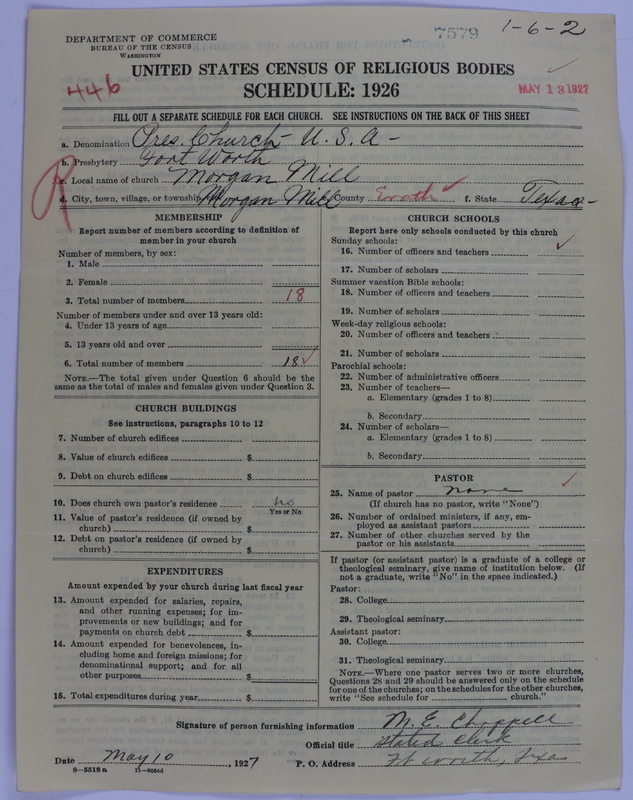 DEPARTMENT OF COMMERCE
BUREAU OF THE CENSUS
WASHINGTON
7579
1-6-2
UNITED STATES CENSUS OF RELIGIOUS BODIES
446
SCHEDULE: 1926
MAY 13 1927
FILL OUT A SEPARATE SCHEDULE FOR EACH CHURCH. SEE INSTRUCTIONS ON THE BACK OF THIS SHEET
a. Denomination Pres. Church - U. S. A -
b. Presbytery Fort Worth
c. Local name of church Morgan Mill
R
d. City, town, village, or township Morgan Mill County Erath f. State Texas -
MEMBERSHIP
Report number of members according to definition of
member in your church
Number of members, by sex:
1. Male
2. Female
3. Total number of members 18
Number of members under and over 13 years old:
4. Under 13 years of age
5. 13 years old and over
6. Total number of members 18
NOTE.—The total given under Question 6 should be the
same as the total of males and females given under Question 3.
CHURCH BUILDINGS
See instructions, paragraphs 10 to 12
7. Number of church edifices
8. Value of church edifices $
9. Debt on church edifices $
10. Does church own pastor's residence no
Yes or No
11. Value of pastor's residence (if owned by
church) $
12. Debt on pastor's residence (if owned by
church) $
EXPENDITURES
Amount expended by your church during last fiscal year
13. Amount expended for salaries, repairs,
and other running expenses; for im-
provements or new buildings; and for
payments on church debt $
14. Amount expended for benevolences, in-
cluding home and foreign missions; for
denominational support; and for all
other purposes $
15. Total expenditures during year $
CHURCH SCHOOLS
Report here only schools conducted by this church
Sunday schools:
16. Number of officers and teachers
17. Number of scholars
Summer vacation Bible schools:
18. Number of officers and teachers
19. Number of scholars
Week-day religious schools:
20. Number of officers and teachers
21. Number of scholars
Parochial schools:
22. Number of administrative officers
23. Number of teachers—
a. Elementary (grades 1 to 8)
b. Secondary
24. Number of scholars—
a. Elementary (grades 1 to 8)
b. Secondary
PASTOR
25. Name of pastor none
(If church has no pastor, write "None")
26. Number of ordained ministers, if any, em-
ployed as assistant pastors
27. Number of other churches served by the
pastor or his assistants
If pastor (or assistant pastor) is a graduate of a college or
theological seminary, give name of institution below. (If
not a graduate, write "No" in the space indicated.)
Pastor:
28. College
29. Theological seminary
Assistant pastor:
30. College
31. Theological seminary
NOTE.—Where one pastor serves two or more churches,
Questions 28 and 29 should be answered only on the schedule
for one of the churches; on the schedules for the other churches,
write "See schedule for church."
Signature of person furnishing information M. E. Chappell
Official title Stated Clerk
Date May 10, 1927 P. O. Address Ft Worth, Texas
S—5518 a 11—9034d